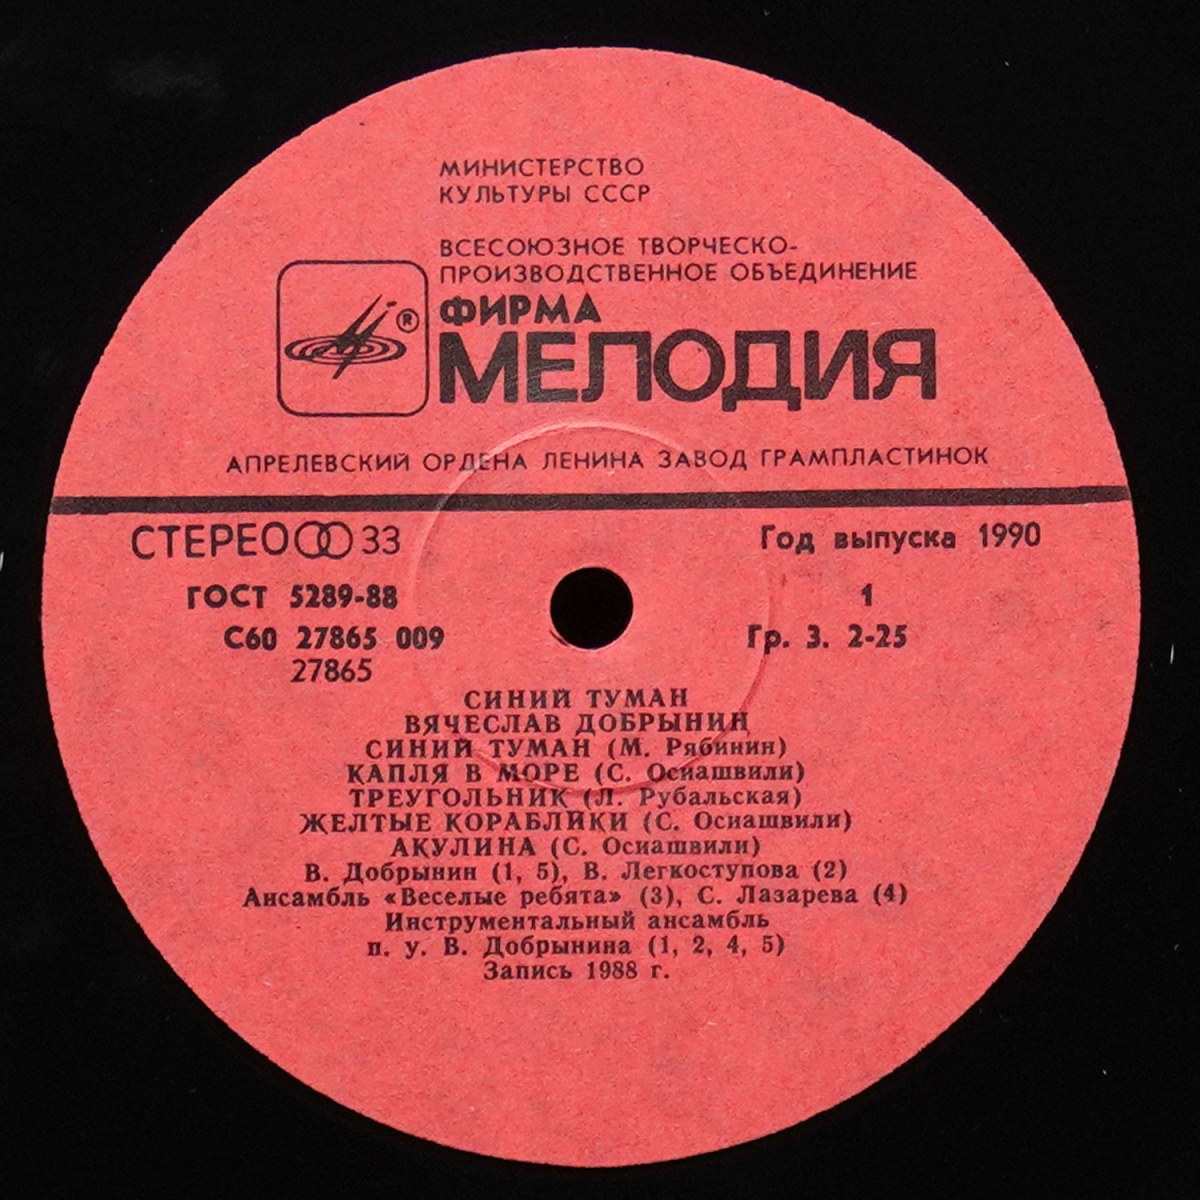 МИНИСТЕРСТВО
КУЛЬТУРЫ СССР
ВСЕСОЮЗНОЕ ТВОРЧЕСКО-
ПРОИЗВОДСТВЕННОЕ ОБЪЕДИНЕНИЕ
ФИРМА
®
МЕЛОДИЯ
АПРЕЛЕВСКИЙ ОРДЕНА ЛЕНИНА ЗАВОД ГРАМПЛАСТИНОК
СТЕРЕО 33
Год выпуска 1990
ГОСТ 5289-88
1
С60 27865 009
Гр. 3. 2-25
27865
СИНИЙ ТУМАН
ВЯЧЕСЛАВ ДОБРЫНИН
СИНИЙ ТУМАН (М. Рябинин)
КАПЛЯ В МОРЕ (С. Осиашвили)
ТРЕУГОЛЬНИК (Л. Рубальская)
ЖЕЛТЫЕ КОРАБЛИКИ (С. Осиашвили)
АКУЛИНА (С. Осиашвили)
В. Добрынин (1, 5), В. Легкоступова (2)
Ансамбль «Веселые ребята» (3), С. Лазарева (4)
Инструментальный ансамбль
п. у. В. Добрынина (1, 2, 4, 5)
Запись 1988 г.